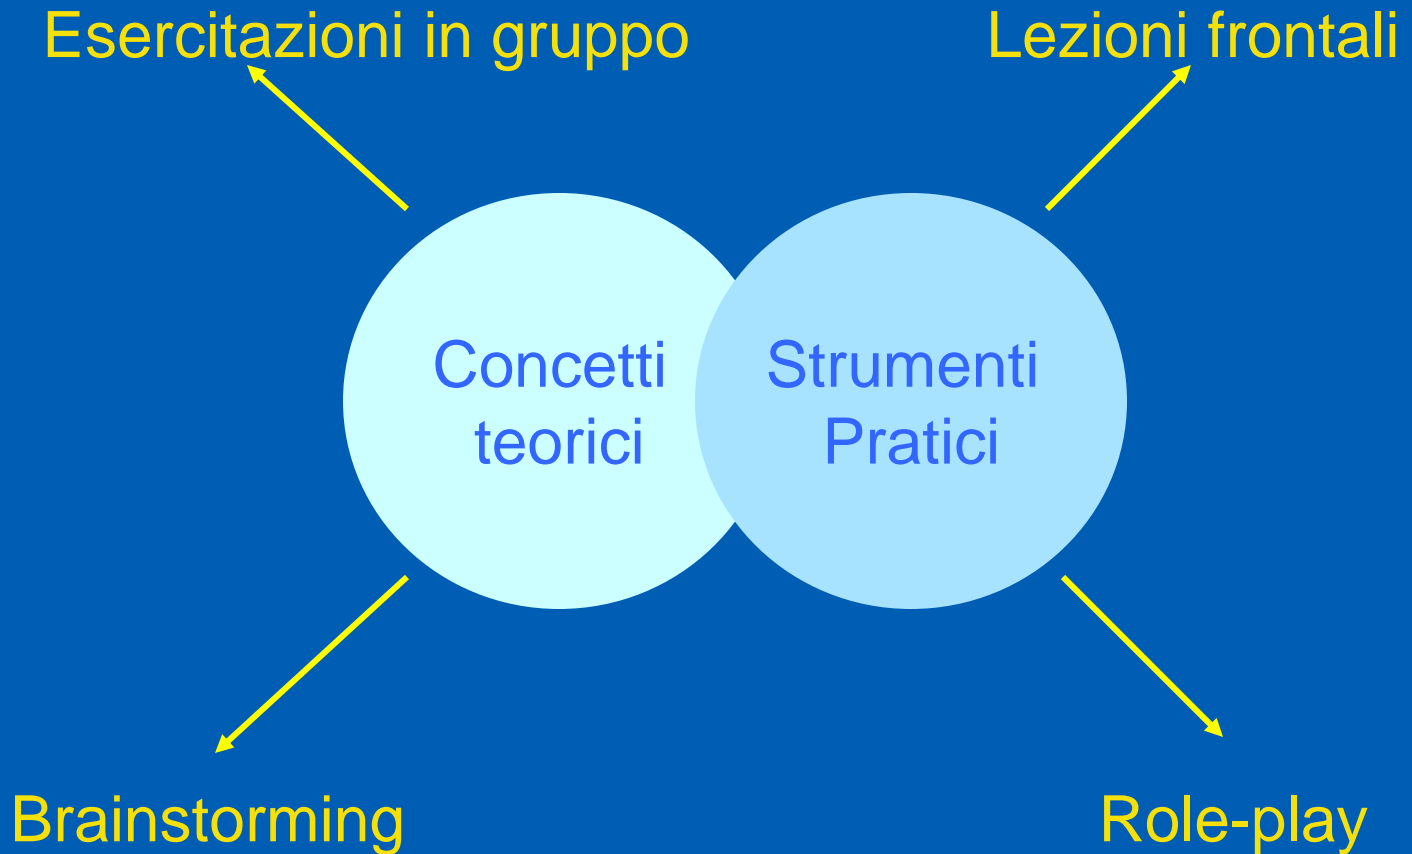 Esercitazioni in gruppo
Lezioni frontali
Concetti
teorici
Strumenti
Pratici
Brainstorming
Role-play